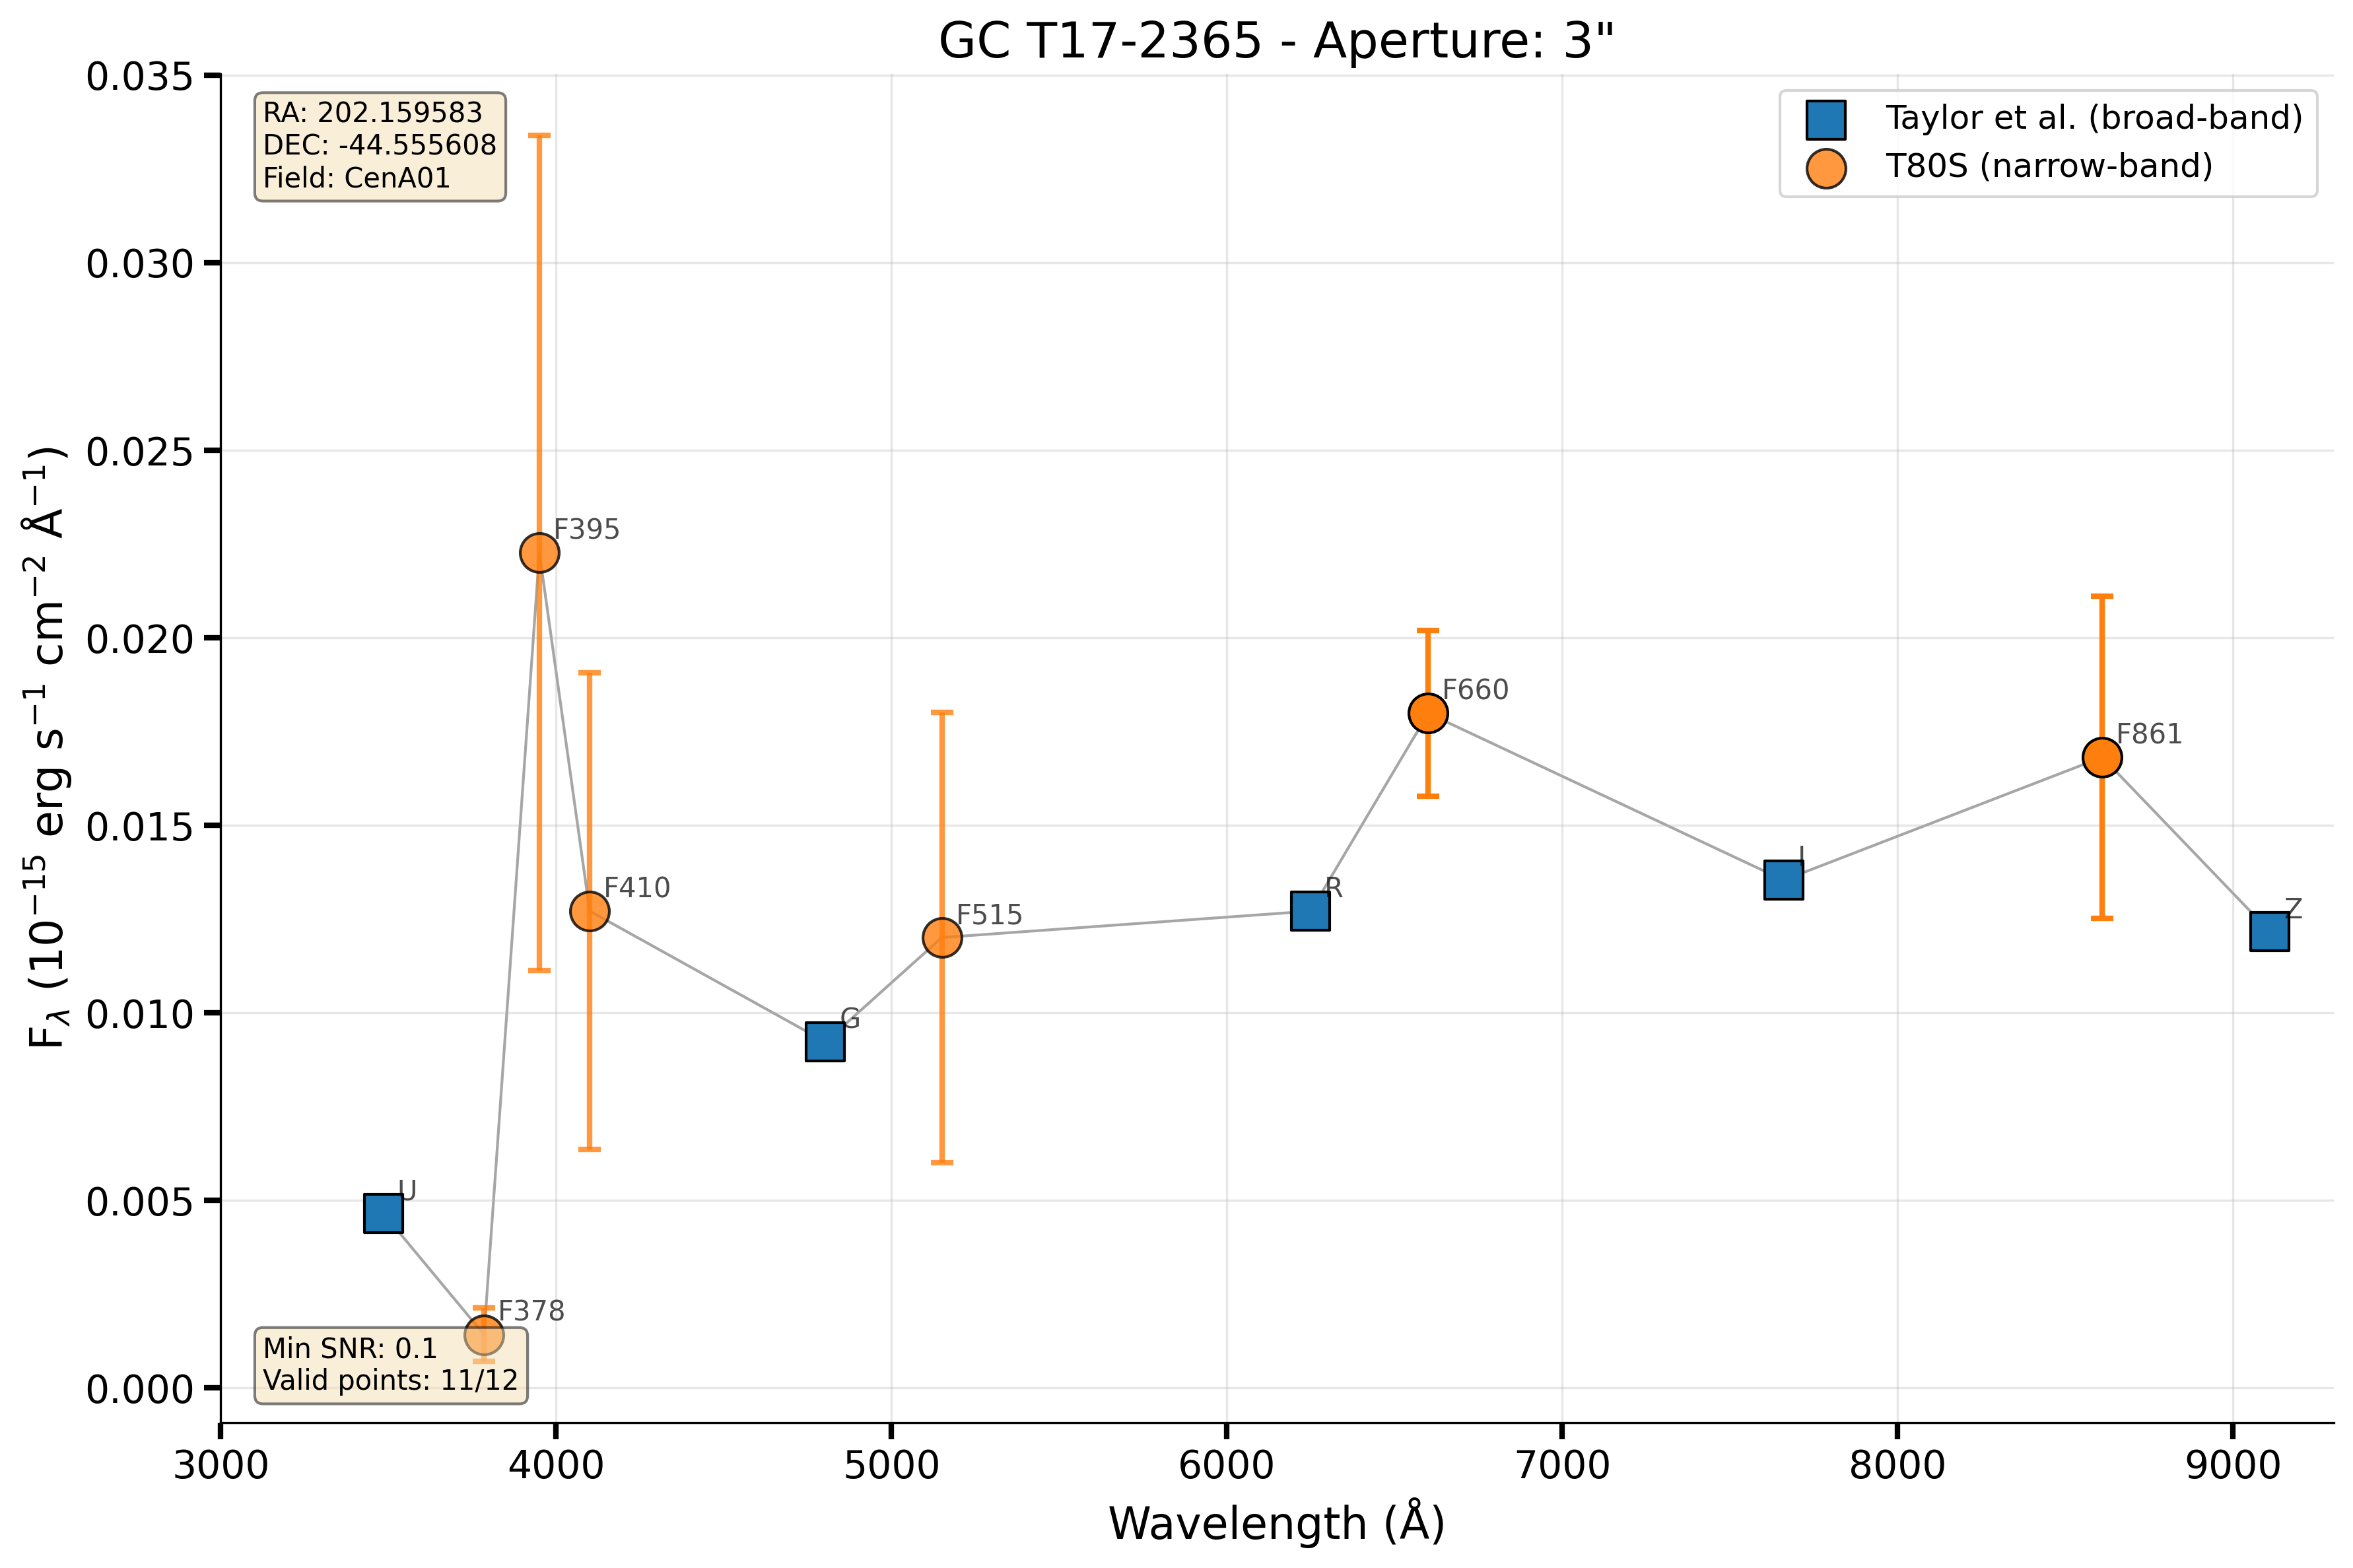 GC T17-2365 - Aperture: 3"
RA: 202.159583
DEC: -44.555608
Field: CenA01
Taylor et al. (broad-band)
T80S (narrow-band)
0.035
0.030
0.025
0.020
0.015
0.010
0.005
0.000
F_λ (10⁻¹⁵ erg s⁻¹ cm⁻² Å⁻¹)
U
F378
F395
F410
G
F515
R
F660
I
F861
Z
Min SNR: 0.1
Valid points: 11/12
3000
4000
5000
6000
7000
8000
9000
Wavelength (Å)